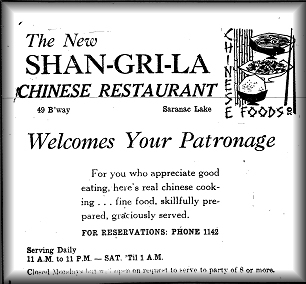 The New
SHAN-GRI-LA
CHINESE RESTAURANT
49 B'way Saranac Lake
CHINESE FOODS
Welcomes Your Patronage
For you who appreciate good
eating, here's real chinese cook-
ing . . . fine food, skillfully pre-
pared, graciously served.
FOR RESERVATIONS: PHONE 1142
Serving Daily
11 A.M. to 11 P.M. — SAT. 'Til 1 A.M.
Closed Mondays but will open on request to serve to party of 8 or more.